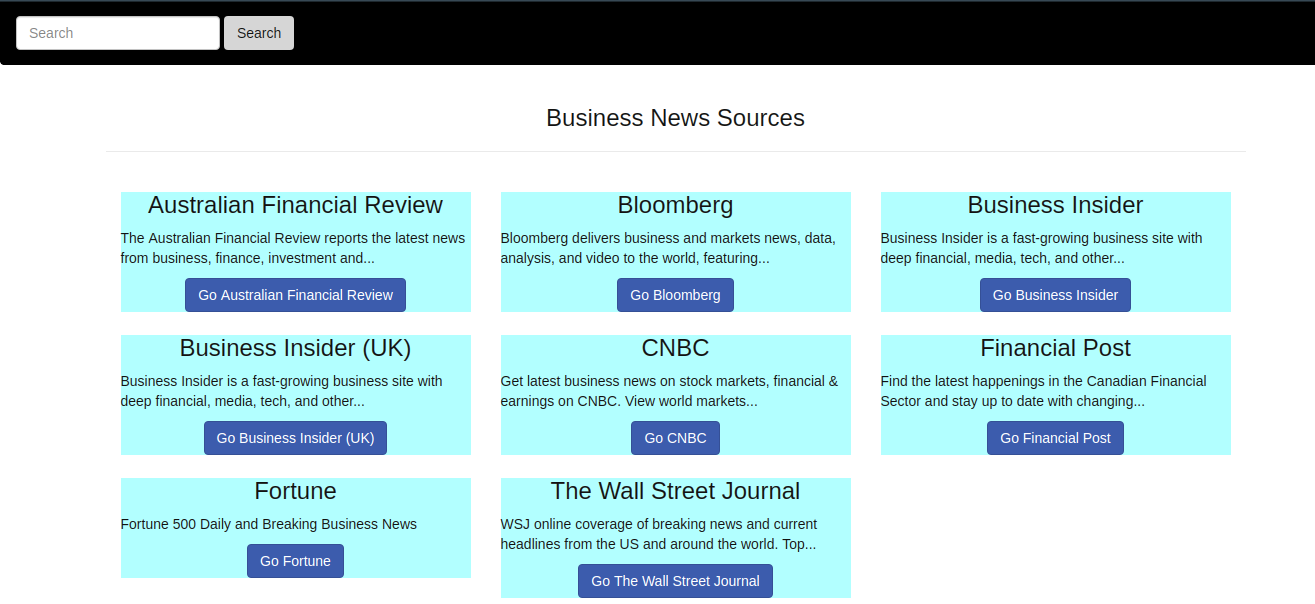 Search Search
Business News Sources
Australian Financial Review
The Australian Financial Review reports the latest news
from business, finance, investment and...
Go Australian Financial Review
Bloomberg
Bloomberg delivers business and markets news, data,
analysis, and video to the world, featuring...
Go Bloomberg
Business Insider
Business Insider is a fast-growing business site with
deep financial, media, tech, and other...
Go Business Insider
Business Insider (UK)
Business Insider is a fast-growing business site with
deep financial, media, tech, and other...
Go Business Insider (UK)
CNBC
Get latest business news on stock markets, financial &
earnings on CNBC. View world markets...
Go CNBC
Financial Post
Find the latest happenings in the Canadian Financial
Sector and stay up to date with changing...
Go Financial Post
Fortune
Fortune 500 Daily and Breaking Business News
Go Fortune
The Wall Street Journal
WSJ online coverage of breaking news and current
headlines from the US and around the world. Top...
Go The Wall Street Journal